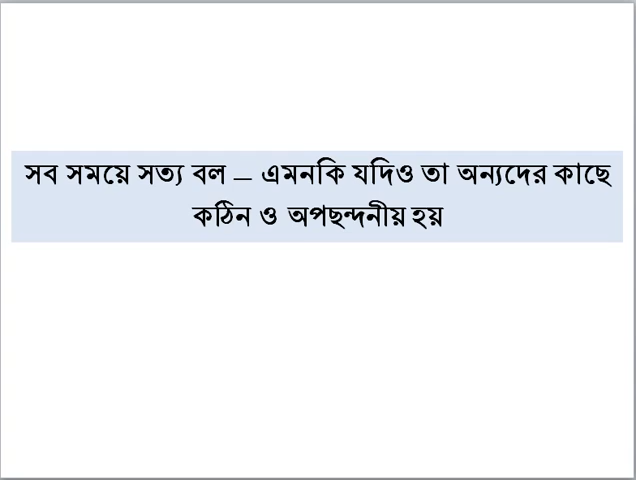 সব সময়ে সত্য বল – এমনকি যদিও তা অন্যদের কাছে
কঠিন ও অপছন্দনীয় হয়